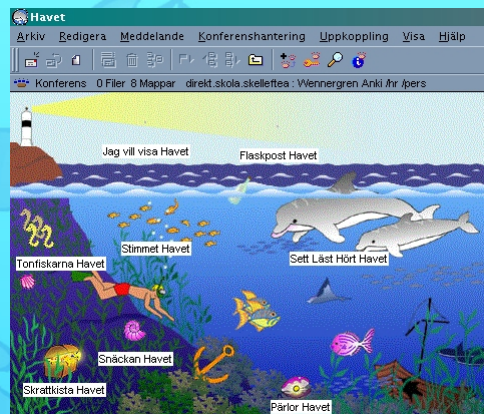 Havet
Arkiv Redigera Meddelande Konferenshantering Uppkoppling Visa Hjälp
Konferens 0 Filer 8 Mappar direkt.skola.skelleftea : Wennergren Anki /hr /pers
Jag vill visa Havet
Flaskpost Havet
Stimmet Havet
Sett Läst Hört Havet
Tonfiskarna Havet
Snäckan Havet
Skrattkista Havet
Pärlor Havet